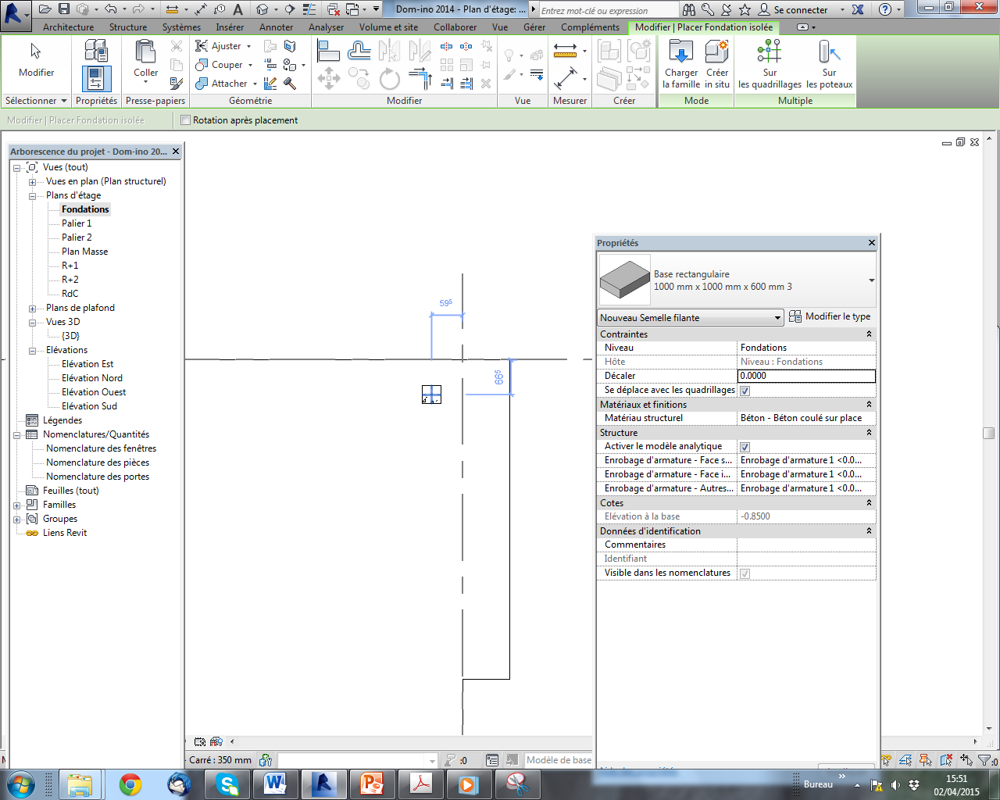 Dom-ino 2014 - Plan d'étage: ...
Entrez mot-clé ou expression
Se connecter
Architecture Structure Systèmes Insérer Annoter Analyser Volume et site Collaborer Vue Gérer Compléments Modifier | Placer Fondation isolée
Modifier
Coller
Ajuster
Couper
Attacher
Charger la famille
Créer in situ
Sur les quadrillages
Sur les poteaux
Sélectionner Propriétés Presse-papiers Géométrie Modifier Vue Mesurer Créer Mode Multiple
Modifier | Placer Fondation isolée
Rotation après placement
Arborescence du projet - Dom-ino 20...
Vues (tout)
Vues en plan (Plan structurel)
Plans d'étage
Fondations
Palier 1
Palier 2
Plan Masse
R+1
R+2
RdC
Plans de plafond
Vues 3D
{3D}
Elévations
Elévation Est
Elévation Nord
Elévation Ouest
Elévation Sud
Légendes
Nomenclatures/Quantités
Nomenclature des fenêtres
Nomenclature des pièces
Nomenclature des portes
Feuilles (tout)
Familles
Groupes
Liens Revit
59⁵
66⁵
Propriétés
Base rectangulaire
1000 mm x 1000 mm x 600 mm 3
Nouveau Semelle filante
Modifier le type
Contraintes
Niveau Fondations
Hôte Niveau : Fondations
Décaler 0.0000
Se déplace avec les quadrillages
Matériaux et finitions
Matériau structurel Béton - Béton coulé sur place
Structure
Activer le modèle analytique
Enrobage d'armature - Face s... Enrobage d'armature 1 <0.0...
Enrobage d'armature - Face i... Enrobage d'armature 1 <0.0...
Enrobage d'armature - Autres... Enrobage d'armature 1 <0.0...
Cotes
Elévation à la base -0.8500
Données d'identification
Commentaires
Identifiant
Visible dans les nomenclatures
- Carré : 350 mm
:0
Modèle de base
:0
Bureau
15:51
02/04/2015